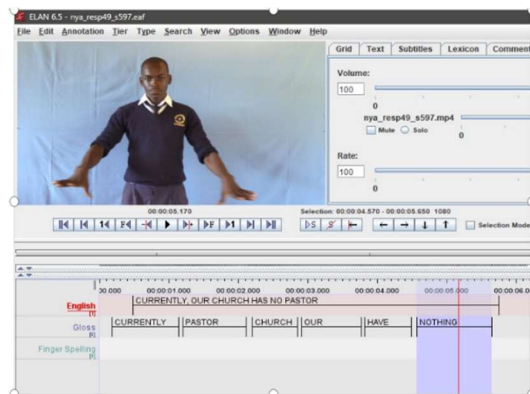 ELAN 6.5 - nya_resp49_s597.eaf
File Edit Annotation Tier Type Search View Options Window Help
Grid Text Subtitles Lexicon Comment
Volume:
100
0
nya_resp49_s597.mp4
Mute Solo
0
Rate:
100
0
00:00:05.170
Selection: 00:00:04.570 - 00:00:05.650 1080
Selection Mode
00.000 00:00:01.000 00:00:02.000 00:00:03.000 00:00:04.000 00:00:05.000 00:00:06.0
English CURRENTLY, OUR CHURCH HAS NO PASTOR
[1]
Gloss CURRENTLY PASTOR CHURCH OUR HAVE NOTHING
Finger Spelling